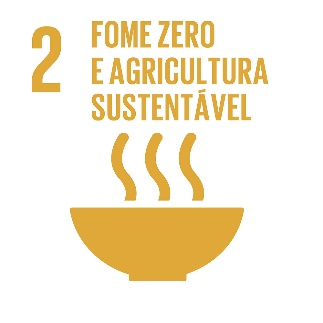 2
FOME ZERO
E AGRICULTURA
SUSTENTÁVEL